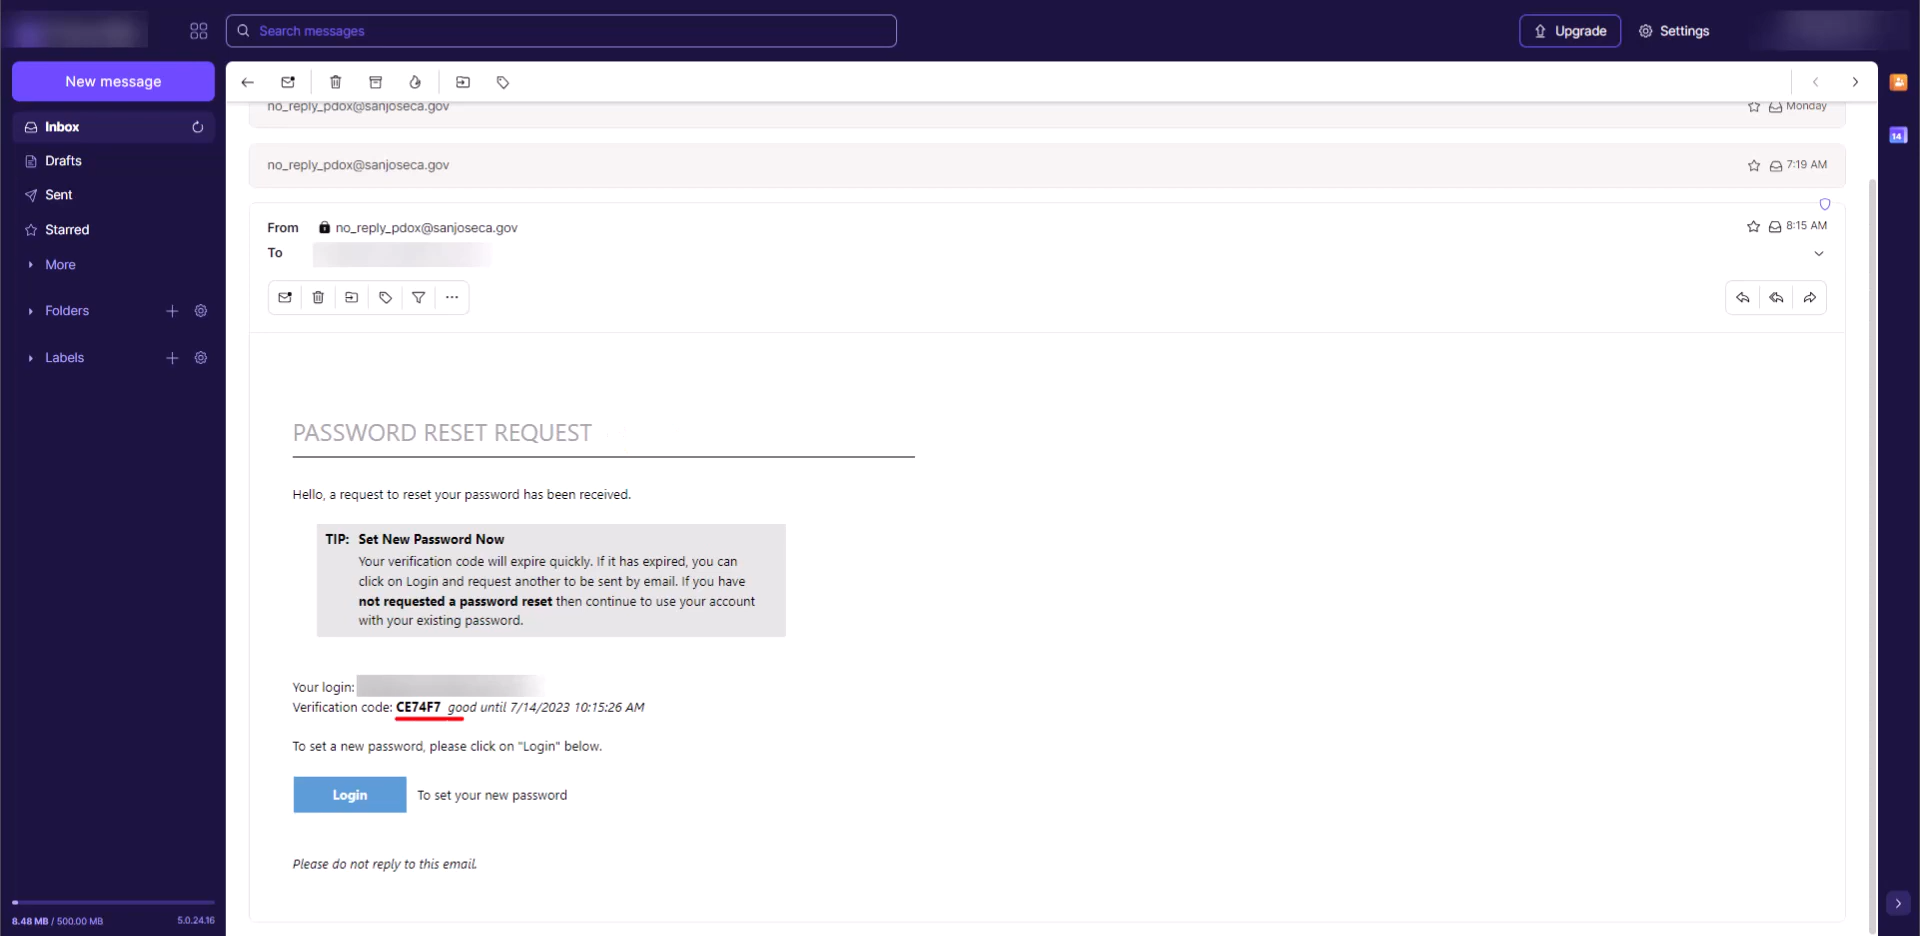 Search messages
Upgrade
Settings
New message
Inbox
Drafts
Sent
Starred
More
Folders
Labels
8.48 MB / 500.00 MB
5.0.24.16
no_reply_pdox@sanjoseca.gov
Monday
no_reply_pdox@sanjoseca.gov
7:19 AM
From no_reply_pdox@sanjoseca.gov
8:15 AM
To
14
PASSWORD RESET REQUEST
Hello, a request to reset your password has been received.
TIP: Set New Password Now
Your verification code will expire quickly. If it has expired, you can
click on Login and request another to be sent by email. If you have
not requested a password reset then continue to use your account
with your existing password.
Your login:
Verification code: CE74F7 good until 7/14/2023 10:15:26 AM
To set a new password, please click on "Login" below.
Login To set your new password
Please do not reply to this email.